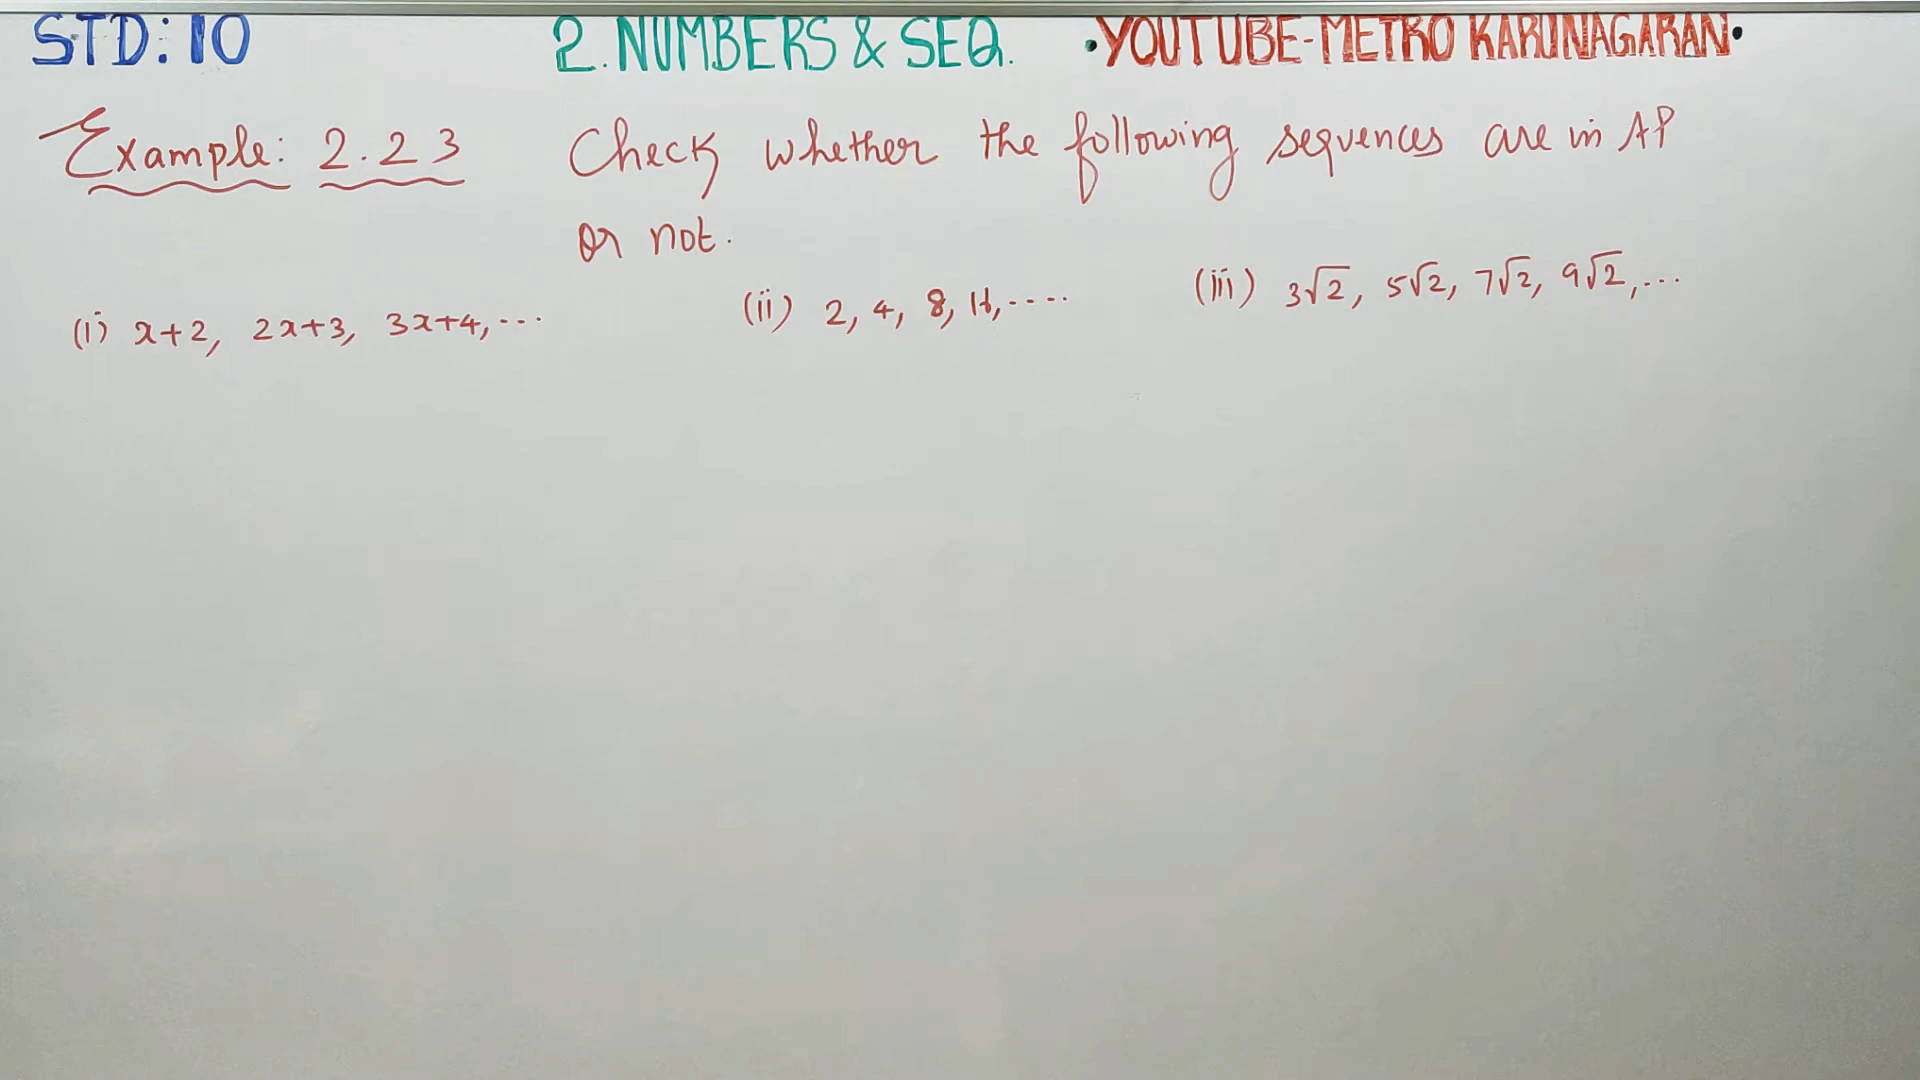 STD: 10 2. NUMBERS & SEQ. •YOUTUBE-METRO KARUNAGARAN•
Example: 2.23 Check whether the following sequences are in AP
or not.
(i) x+2, 2x+3, 3x+4,... (ii) 2, 4, 8, 16,.... (iii) 3√2, 5√2, 7√2, 9√2,...